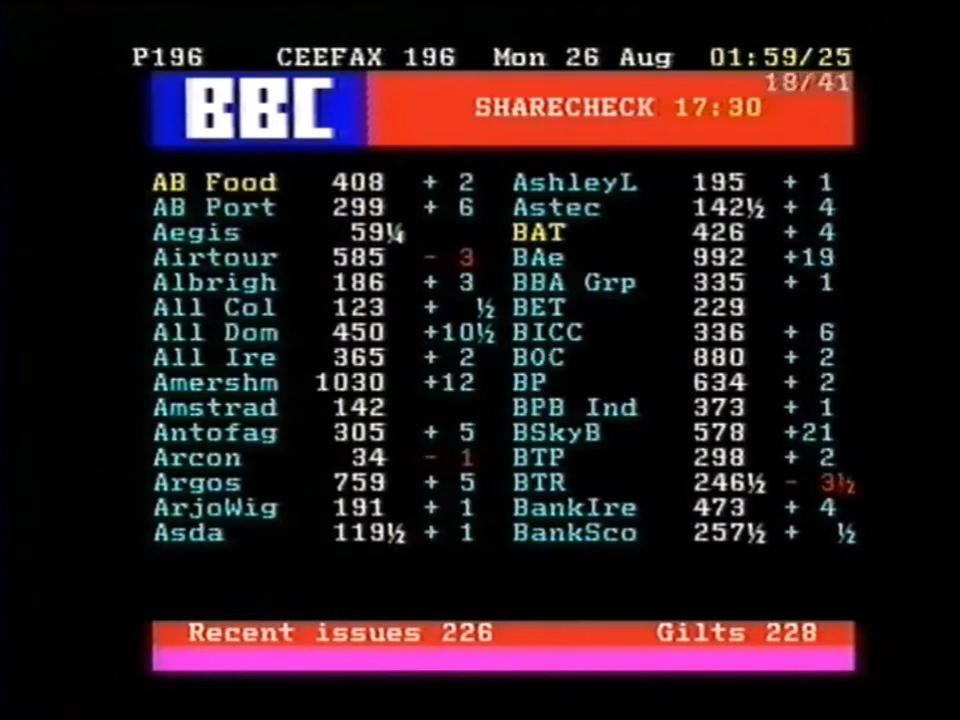 P196 CEEFAX 196 Mon 26 Aug 01:59/25
18/41
BBC SHARECHECK 17:30
AB Food 408 + 2 AshleyL 195 + 1
AB Port 299 + 6 Astec 142½ + 4
Aegis 59¼ BAT 426 + 4
Airtour 585 - 3 BAe 992 +19
Albrigh 186 + 3 BBA Grp 335 + 1
All Col 123 + ½ BET 229
All Dom 450 +10½ BICC 336 + 6
All Ire 365 + 2 BOC 880 + 2
Amershm 1030 +12 BP 634 + 2
Amstrad 142 BPB Ind 373 + 1
Antofag 305 + 5 BSkyB 578 +21
Arcon 34 - 1 BTP 298 + 2
Argos 759 + 5 BTR 246½ - 3½
ArjoWig 191 + 1 BankIre 473 + 4
Asda 119½ + 1 BankSco 257½ + ½
Recent issues 226 Gilts 228